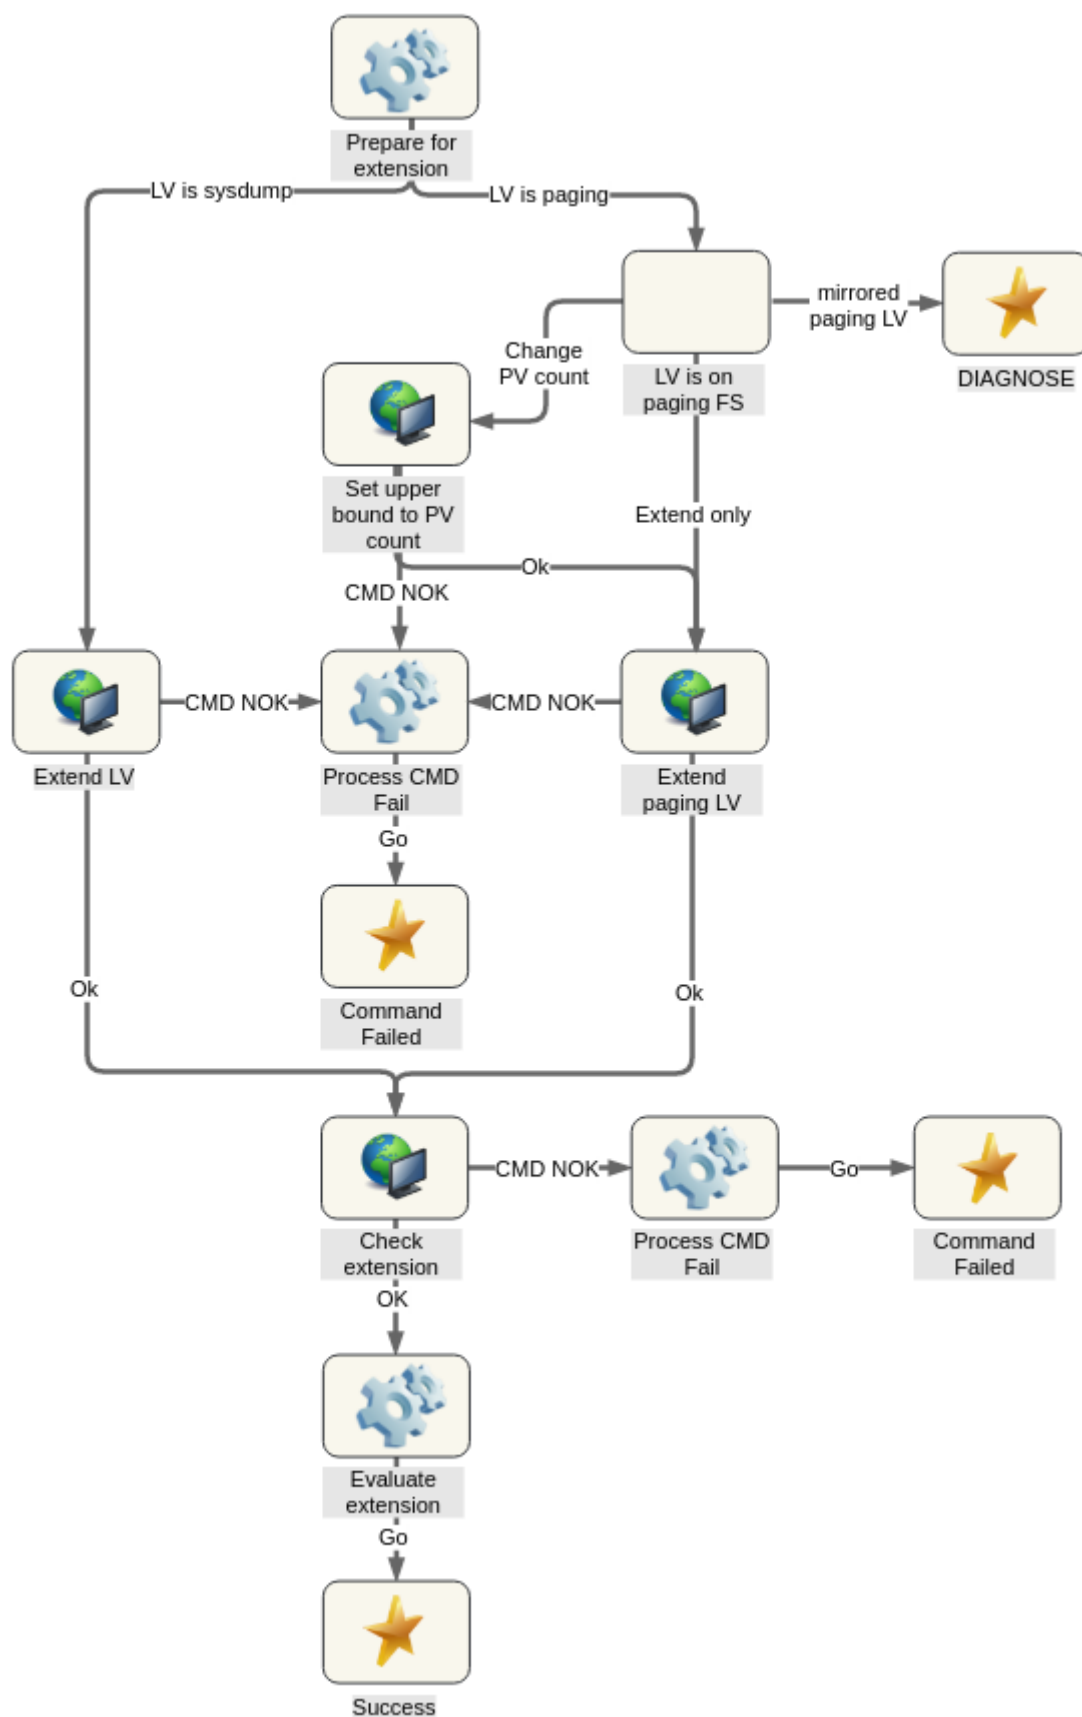 Prepare for
extension
LV is sysdump
LV is paging
mirrored
paging LV
Change
PV count
LV is on
paging FS
DIAGNOSE
Set upper
bound to PV
count
Extend only
Ok
CMD NOK
CMD NOK
CMD NOK
Extend LV
Process CMD
Fail
Extend
paging LV
Go
Ok
Ok
Command
Failed
CMD NOK
Go
Check
extension
Process CMD
Fail
Command
Failed
OK
Evaluate
extension
Go
Success